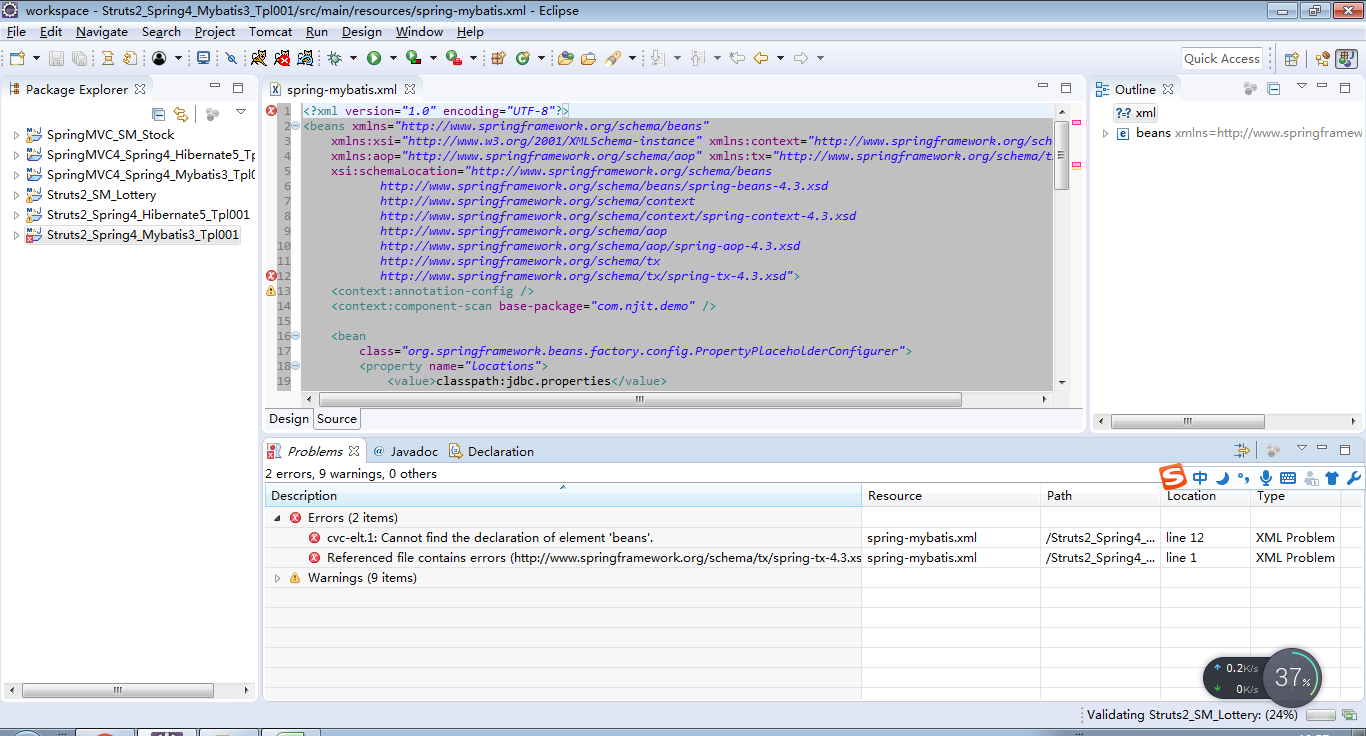 workspace - Struts2_Spring4_Mybatis3_Tpl001/src/main/resources/spring-mybatis.xml - Eclipse
File Edit Navigate Search Project Tomcat Run Design Window Help
Quick Access
Package Explorer
SpringMVC_SM_Stock
SpringMVC4_Spring4_Hibernate5_Tp
SpringMVC4_Spring4_Mybatis3_Tpl0
Struts2_SM_Lottery
Struts2_Spring4_Hibernate5_Tpl001
Struts2_Spring4_Mybatis3_Tpl001
spring-mybatis.xml
1 <?xml version="1.0" encoding="UTF-8"?>
2 <beans xmlns="http://www.springframework.org/schema/beans"
3 xmlns:xsi="http://www.w3.org/2001/XMLSchema-instance" xmlns:context="http://www.springframework.org/sch
4 xmlns:aop="http://www.springframework.org/schema/aop" xmlns:tx="http://www.springframework.org/schema/t
5 xsi:schemaLocation="http://www.springframework.org/schema/beans
6 http://www.springframework.org/schema/beans/spring-beans-4.3.xsd
7 http://www.springframework.org/schema/context
8 http://www.springframework.org/schema/context/spring-context-4.3.xsd
9 http://www.springframework.org/schema/aop
10 http://www.springframework.org/schema/aop/spring-aop-4.3.xsd
11 http://www.springframework.org/schema/tx
12 http://www.springframework.org/schema/tx/spring-tx-4.3.xsd">
13 <context:annotation-config />
14 <context:component-scan base-package="com.njit.demo" />
15
16 <bean
17 class="org.springframework.beans.factory.config.PropertyPlaceholderConfigurer">
18 <property name="locations">
19 <value>classpath:jdbc.properties</value>
Design Source
Outline
?=? xml
e beans xmlns=http://www.springframew
Problems @ Javadoc Declaration
2 errors, 9 warnings, 0 others
S 中
Description Resource Path Location Type
Errors (2 items)
cvc-elt.1: Cannot find the declaration of element 'beans'. spring-mybatis.xml /Struts2_Spring4_... line 12 XML Problem
Referenced file contains errors (http://www.springframework.org/schema/tx/spring-tx-4.3.xs spring-mybatis.xml /Struts2_Spring4_... line 1 XML Problem
Warnings (9 items)
0.2K/s
0K/s
37%
Validating Struts2_SM_Lottery: (24%)